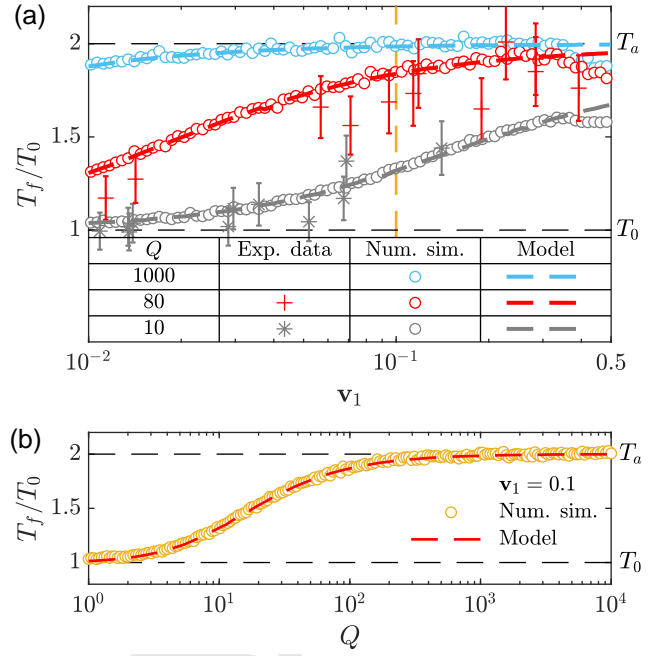 (a)
2
1.5
1
T_f/T_0
T_a
T_0
Q Exp. data Num. sim. Model
1000
80
10
10^{-2} 10^{-1} 0.5
v_1
(b)
2
1.5
1
T_f/T_0
T_a
T_0
v_1 = 0.1
Num. sim.
Model
10^0 10^1 10^2 10^3 10^4
Q